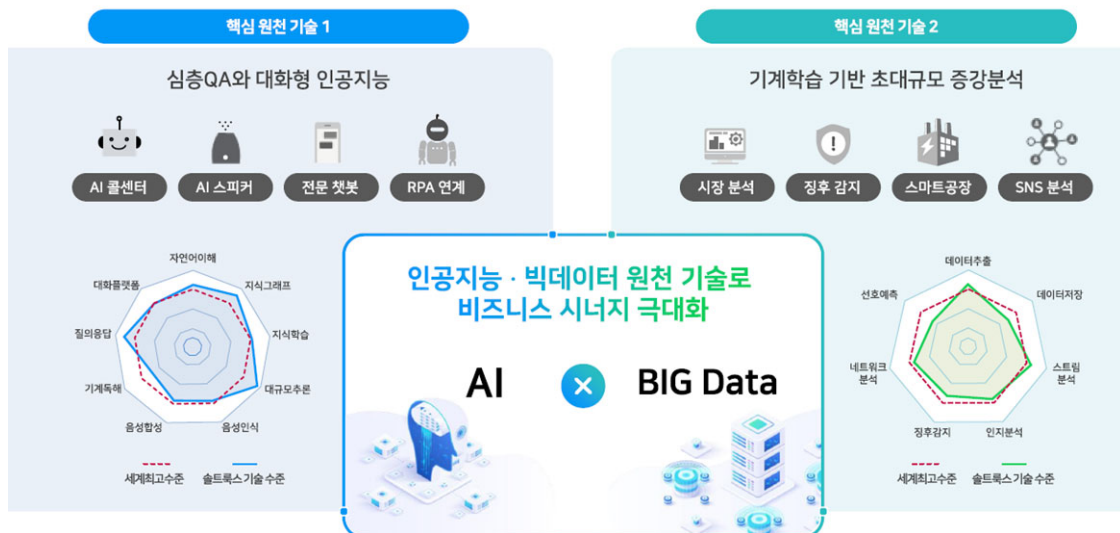 핵심 원천 기술 1
심층QA와 대화형 인공지능
AI 콜센터
AI 스피커
전문 챗봇
RPA 연계
자연어이해
지식그래프
지식학습
대규모추론
음성인식
음성합성
기계독해
질의응답
대화플랫폼
세계최고수준
솔트룩스 기술 수준
인공지능 · 빅데이터 원천 기술로
비즈니스 시너지 극대화
AI
×
BIG Data
핵심 원천 기술 2
기계학습 기반 초대규모 증강분석
시장 분석
징후 감지
스마트공장
SNS 분석
데이터추출
데이터저장
스트림
분석
인지분석
징후감지
네트워크
분석
선호예측
세계최고수준
솔트룩스 기술 수준